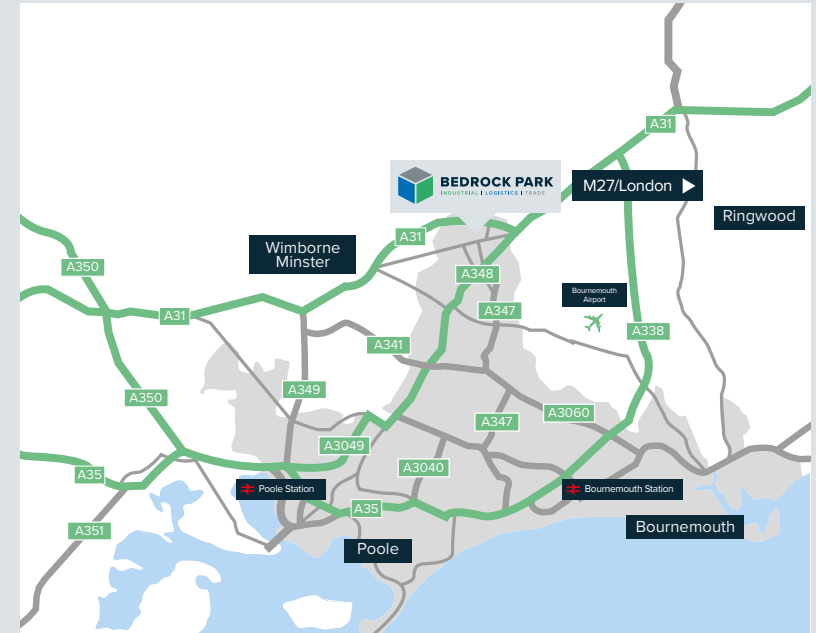 A31
BEDROCK PARK
INDUSTRIAL | LOGISTICS | TRADE
M27/London
Ringwood
A31
Wimborne
Minster
A350
A348
Bournemouth
Airport
A347
A31
A338
A341
A349
A350
A3060
A347
A3049
A3040
A35
Poole Station
Bournemouth Station
A35
A351
Bournemouth
Poole